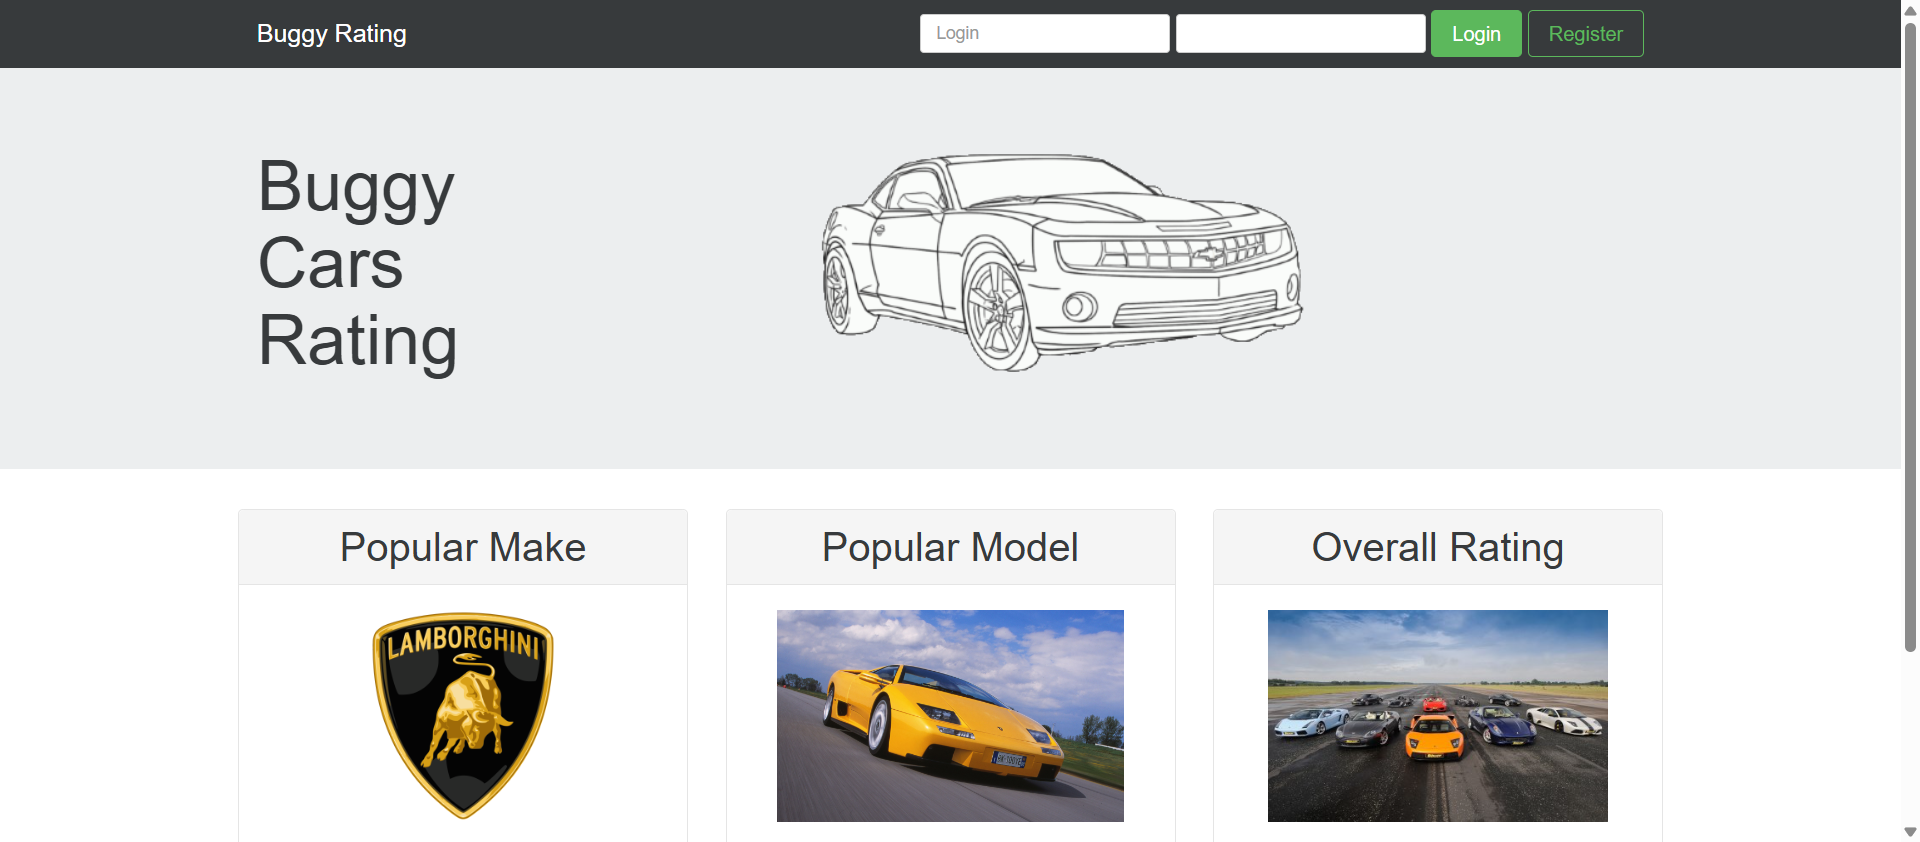 Buggy Rating
Login
Login
Register
Buggy
Cars
Rating
Popular Make
Popular Model
Overall Rating
LAMBORGHINI